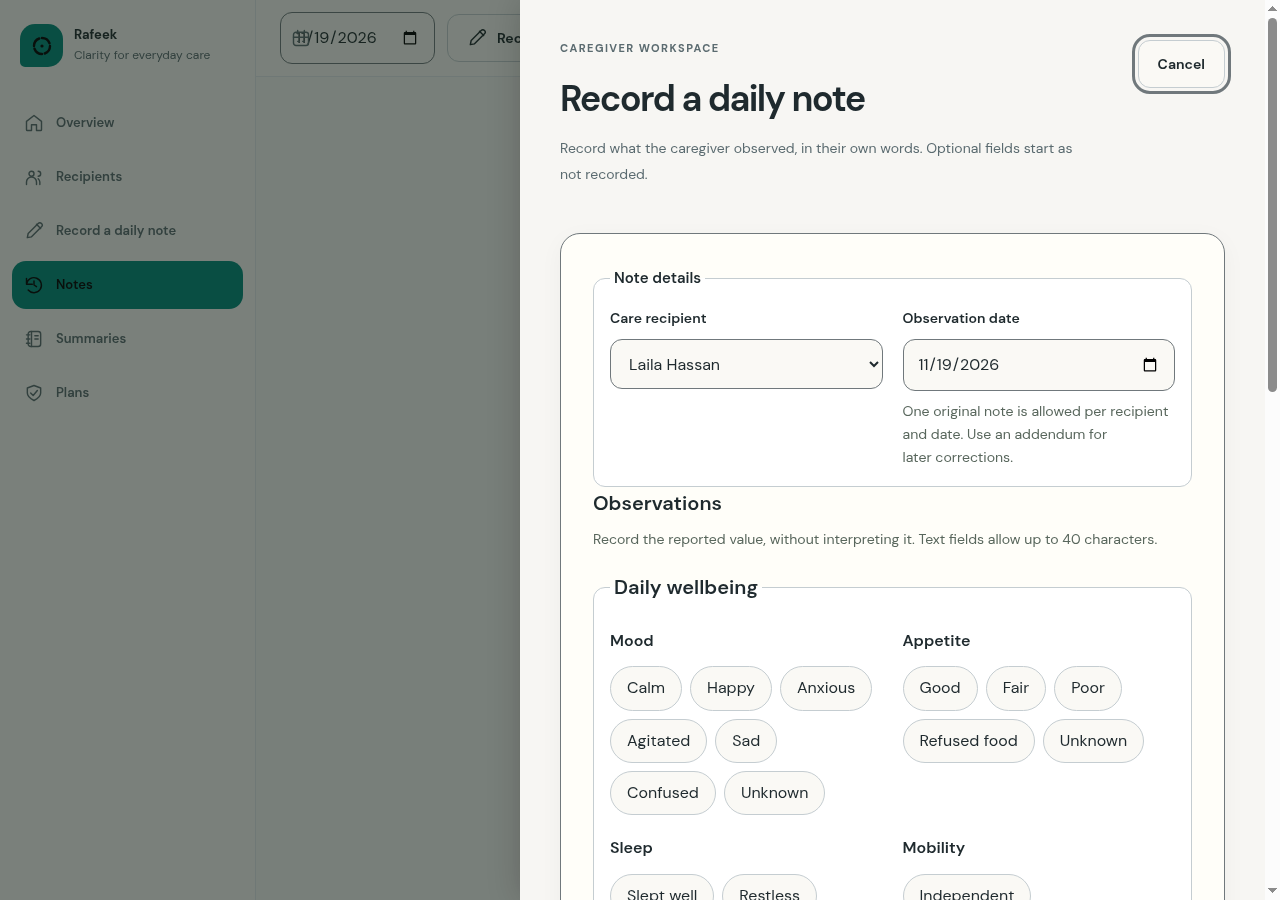 Rafeek
Clarity for everyday care
Overview
Recipients
Record a daily note
Notes
Summaries
Plans
/19/2026
CAREGIVER WORKSPACE
Cancel
Record a daily note
Record what the caregiver observed, in their own words. Optional fields start as
not recorded.
Note details
Care recipient
Observation date
Laila Hassan
11/19/2026
One original note is allowed per recipient
and date. Use an addendum for
later corrections.
Observations
Record the reported value, without interpreting it. Text fields allow up to 40 characters.
Daily wellbeing
Mood
Appetite
Calm Happy Anxious
Good Fair Poor
Agitated Sad
Refused food Unknown
Confused Unknown
Sleep
Mobility
Slept well Restless
Independent